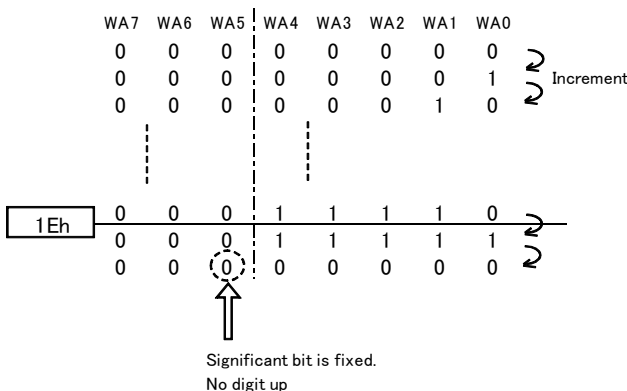 WA7 WA6 WA5 WA4 WA3 WA2 WA1 WA0
0 0 0 0 0 0 0 0
0 0 0 0 0 0 0 1 Increment
0 0 0 0 0 0 1 0
0 0 0 1 1 1 1 0
1Eh
0 0 0 1 1 1 1 1
0 0 0 0 0 0 0 0
Significant bit is fixed.
No digit up